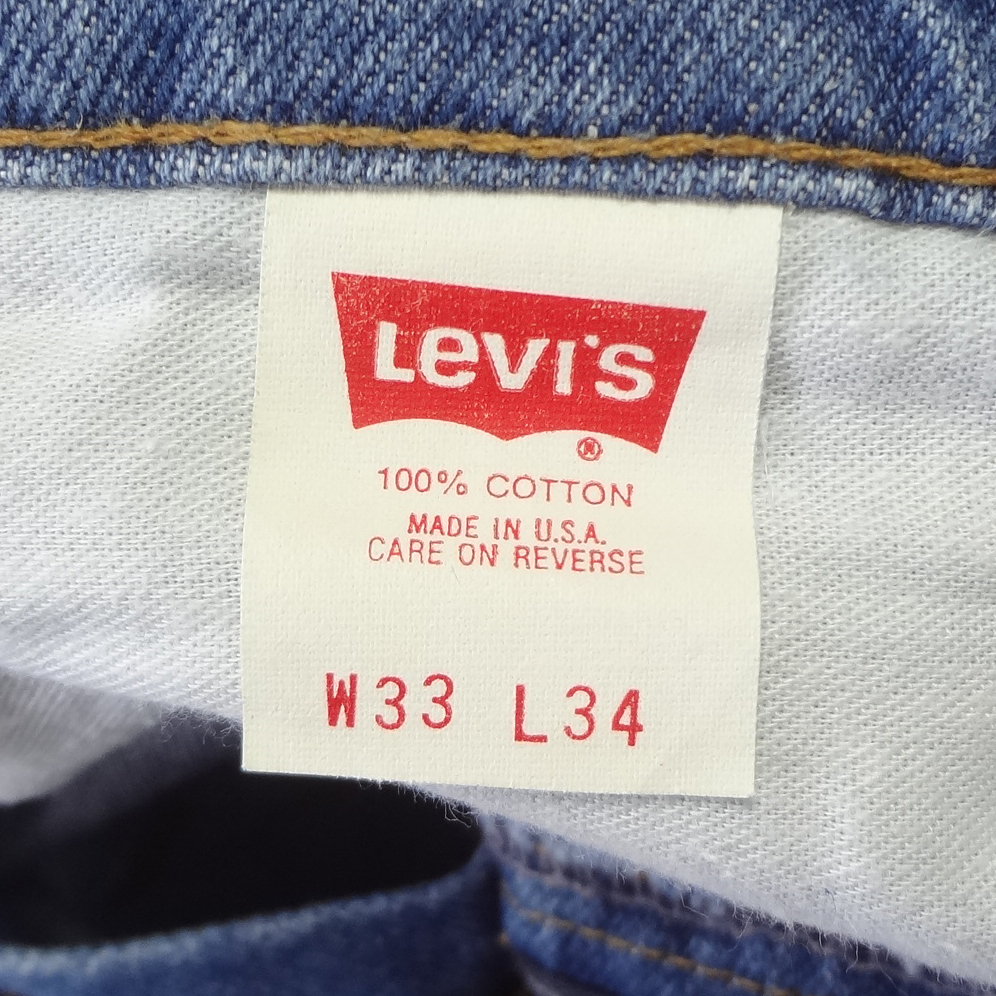 Levi's
®
100% COTTON
MADE IN U.S.A.
CARE ON REVERSE
W33 L34